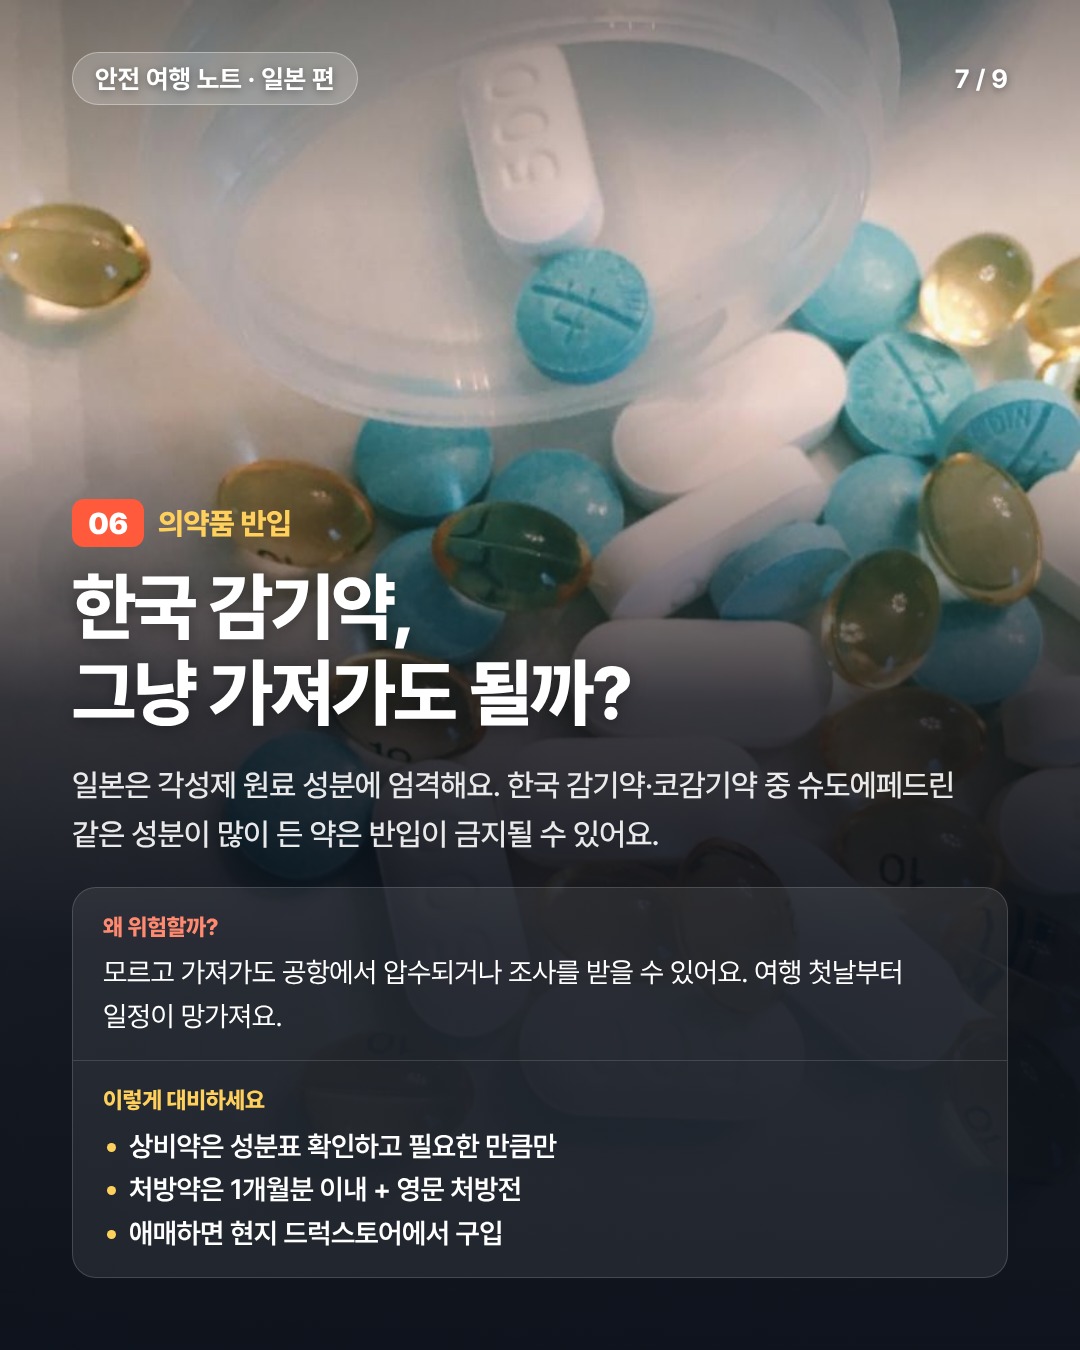 안전 여행 노트 · 일본 편
7 / 9
500
06 의약품 반입
한국 감기약,
그냥 가져가도 될까?
일본은 각성제 원료 성분에 엄격해요. 한국 감기약·코감기약 중 슈도에페드린
같은 성분이 많이 든 약은 반입이 금지될 수 있어요.
왜 위험할까?
모르고 가져가도 공항에서 압수되거나 조사를 받을 수 있어요. 여행 첫날부터
일정이 망가져요.
이렇게 대비하세요
• 상비약은 성분표 확인하고 필요한 만큼만
• 처방약은 1개월분 이내 + 영문 처방전
• 애매하면 현지 드럭스토어에서 구입